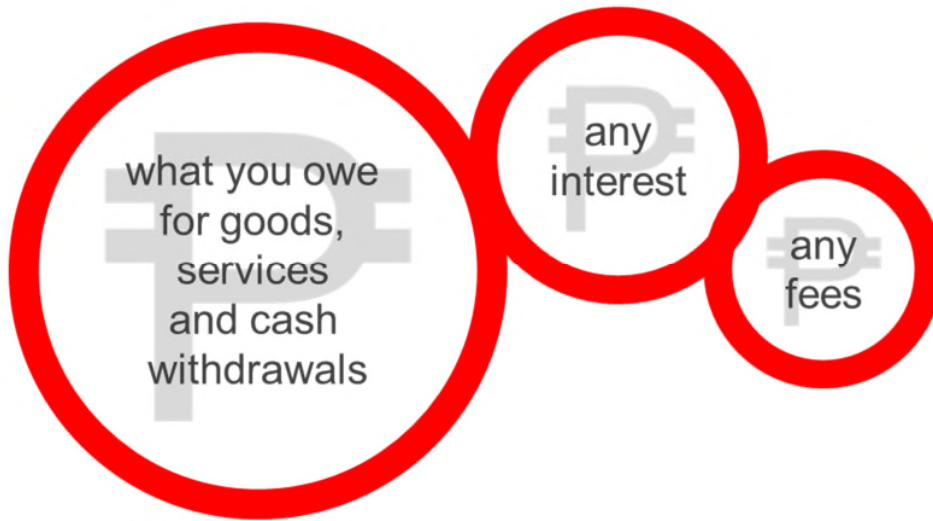 what you owe
for goods,
services
and cash
withdrawals
any
interest
any
fees